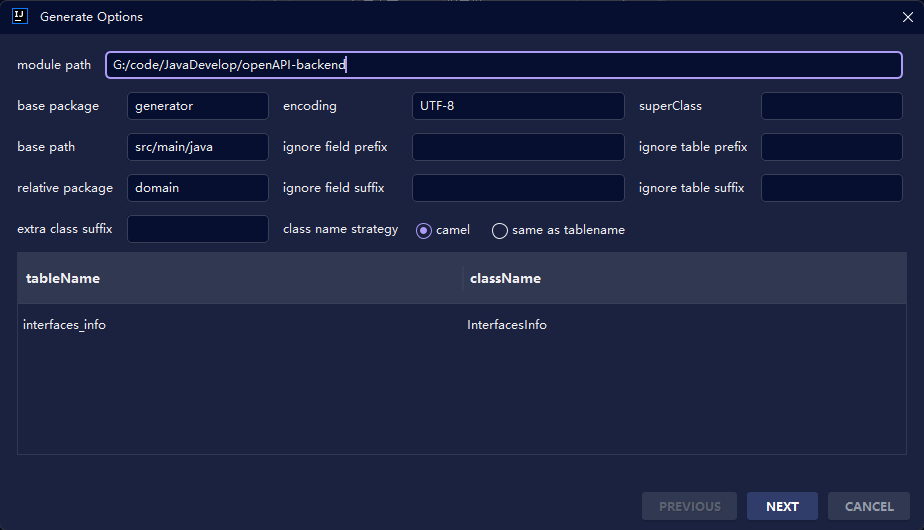 IJ Generate Options
module path G:/code/JavaDevelop/openAPI-backend
base package generator encoding UTF-8 superClass
base path src/main/java ignore field prefix ignore table prefix
relative package domain ignore field suffix ignore table suffix
extra class suffix class name strategy camel same as tablename
tableName className
interfaces_info InterfacesInfo
PREVIOUS NEXT CANCEL